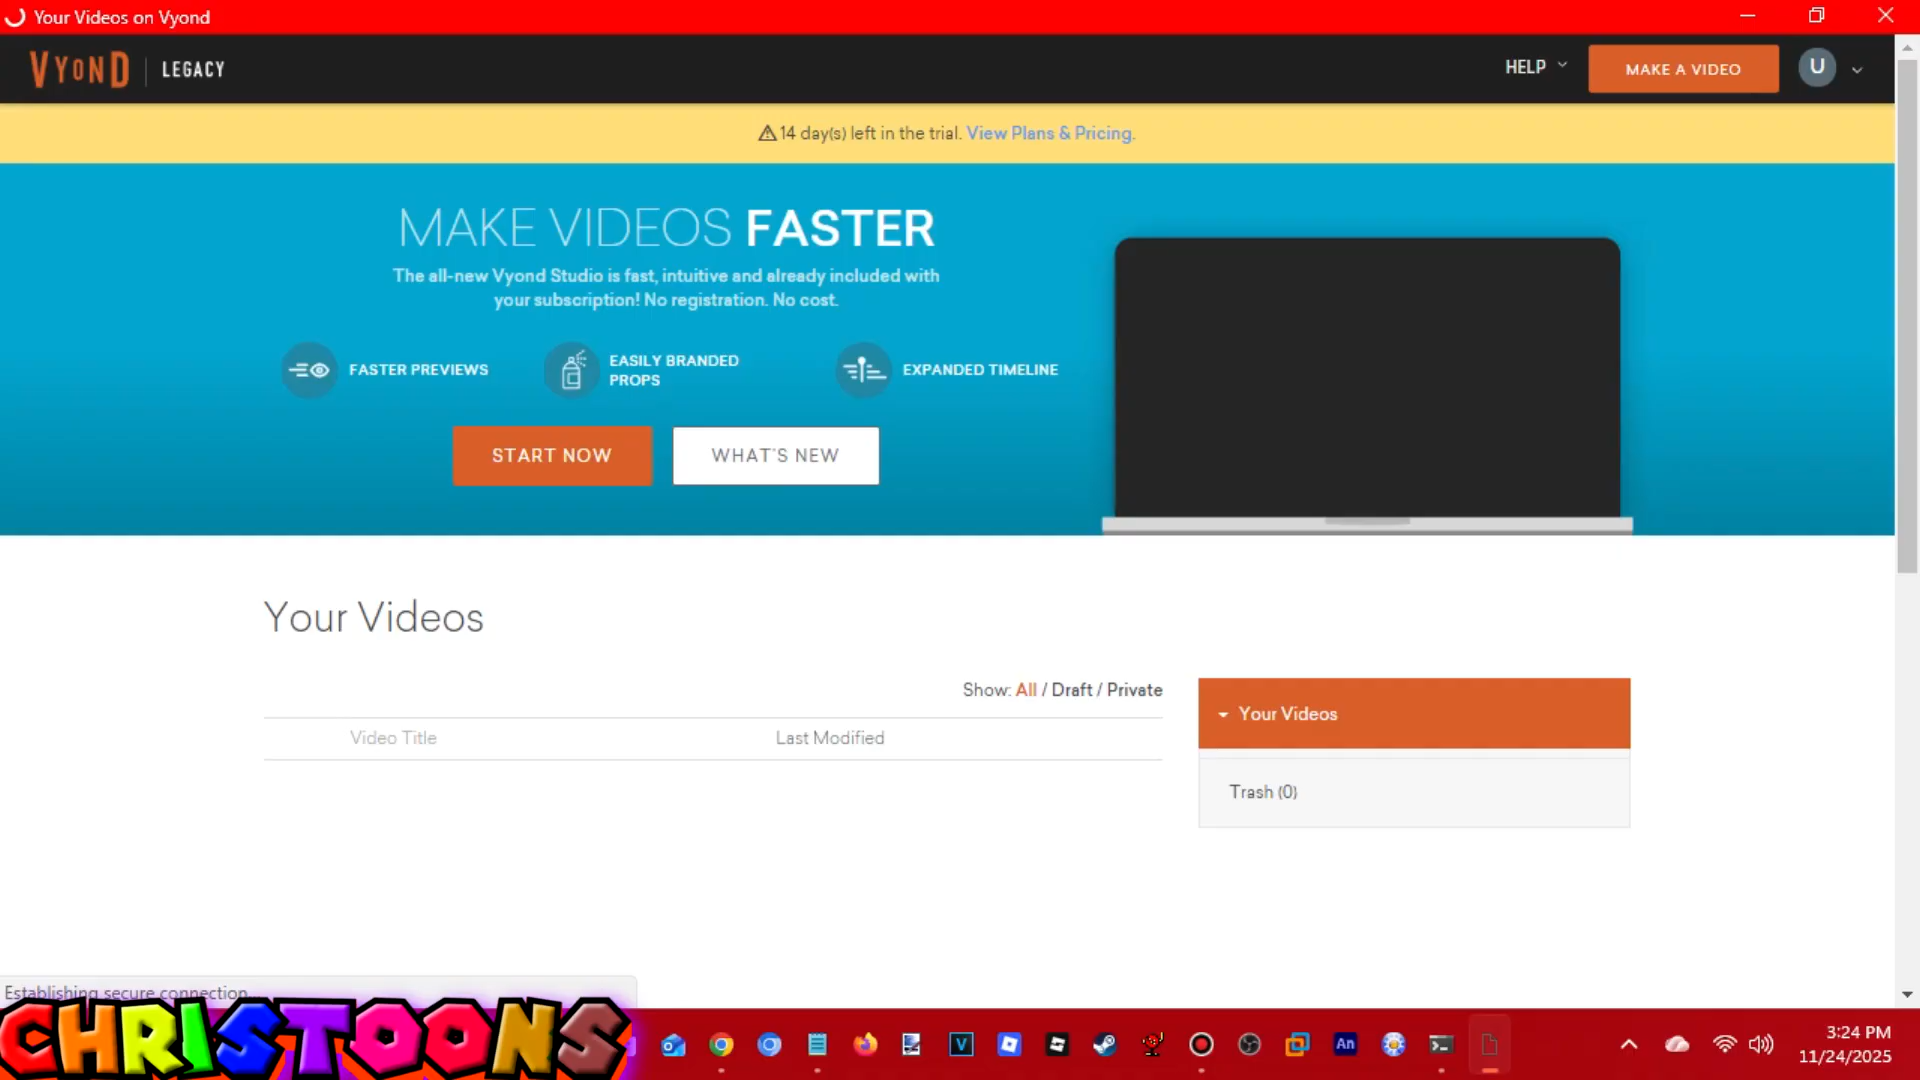 Your Videos on Vyond
VYOND LEGACY
HELP
MAKE A VIDEO
U
14 day(s) left in the trial. View Plans & Pricing.
MAKE VIDEOS FASTER
The all-new Vyond Studio is fast, intuitive and already included with
your subscription! No registration. No cost.
FASTER PREVIEWS
EASILY BRANDED
PROPS
EXPANDED TIMELINE
START NOW
WHAT'S NEW
Your Videos
Show: All / Draft / Private
Video Title
Last Modified
Your Videos
Trash (0)
Establishing secure connection...
CHRISTOONS
V
An
3:24 PM
11/24/2025